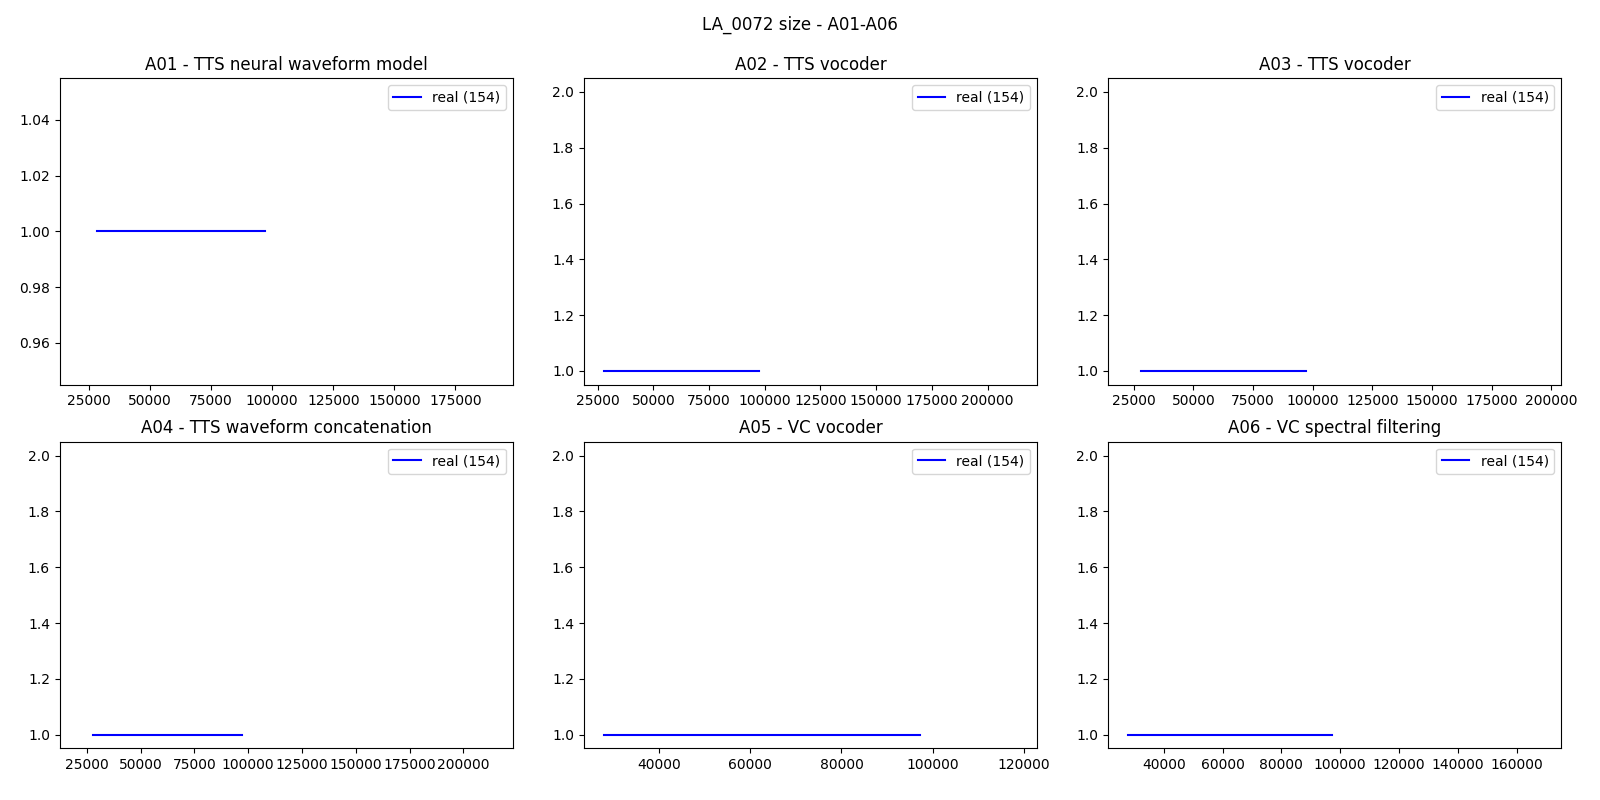 LA_0072 size - A01-A06
A01 - TTS neural waveform model
real (154)
1.04
1.02
1.00
0.98
0.96
25000 50000 75000 100000 125000 150000 175000
A02 - TTS vocoder
real (154)
2.0
1.8
1.6
1.4
1.2
1.0
25000 50000 75000 100000 125000 150000 175000 200000
A03 - TTS vocoder
real (154)
2.0
1.8
1.6
1.4
1.2
1.0
25000 50000 75000 100000 125000 150000 175000 200000
A04 - TTS waveform concatenation
real (154)
2.0
1.8
1.6
1.4
1.2
1.0
25000 50000 75000 100000 125000 150000 175000 200000
A05 - VC vocoder
real (154)
2.0
1.8
1.6
1.4
1.2
1.0
40000 60000 80000 100000 120000
A06 - VC spectral filtering
real (154)
2.0
1.8
1.6
1.4
1.2
1.0
40000 60000 80000 100000 120000 140000 160000